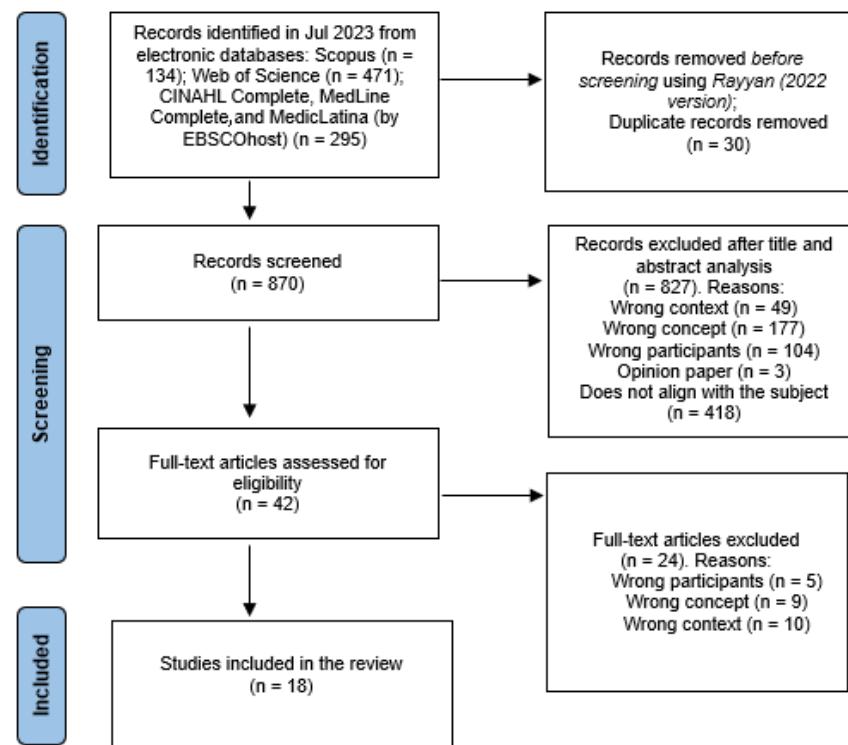 Identification
Records identified in Jul 2023 from
electronic databases: Scopus (n =
134); Web of Science (n = 471);
CINAHL Complete, MedLine
Complete, and MedicLatina (by
EBSCOhost) (n = 295)
Records removed before
screening using Rayyan (2022
version);
Duplicate records removed
(n = 30)
Screening
Records screened
(n = 870)
Records excluded after title and
abstract analysis
(n = 827). Reasons:
Wrong context (n = 49)
Wrong concept (n = 177)
Wrong participants (n = 104)
Opinion paper (n = 3)
Does not align with the subject
(n = 418)
Full-text articles assessed for
eligibility
(n = 42)
Full-text articles excluded
(n = 24). Reasons:
Wrong participants (n = 5)
Wrong concept (n = 9)
Wrong context (n = 10)
Included
Studies included in the review
(n = 18)